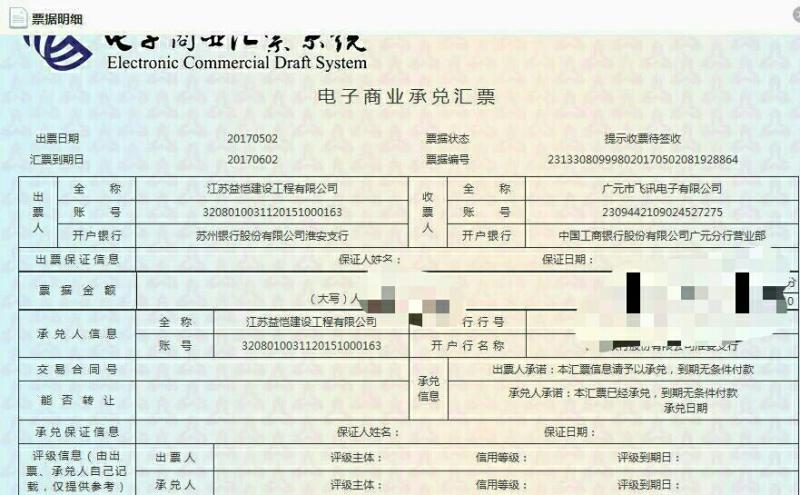 票据明细
电子商业汇票系统
Electronic Commercial Draft System
电子商业承兑汇票
出票日期 20170502 票据状态 提示收票待签收
汇票到期日 20170602 票据编号 231330809999802017050208192886​4
出票人 全称 江苏益恺建设工程有限公司 收票人 全称 广元市飞讯电子有限公司
账号 3208010031120151000163 账号 2309442109024527275
开户银行 苏州银行股份有限公司淮安支行 开户银行 中国工商银行股份有限公司广元分行营业部
出票保证信息 保证人姓名： 保证日期：
票据金额 （大写）人 分
0
承兑人信息 全称 江苏益恺建设工程有限公司 行行号
账号 3208010031120151000163 开户行名称 银行股份有限公司淮安支行
交易合同号 承兑信息 出票人承诺：本汇票信息请予以承兑，到期无条件付款
能否转让 承兑人承诺：本汇票已经承兑，到期无条件付款
承兑日期
承兑保证信息 保证人姓名： 保证日期：
评级信息（由出票、承兑人自己记载，仅提供参考） 出票人 评级主体： 信用等级： 评级到期日：
承兑人 评级主体： 信用等级： 评级到期日：